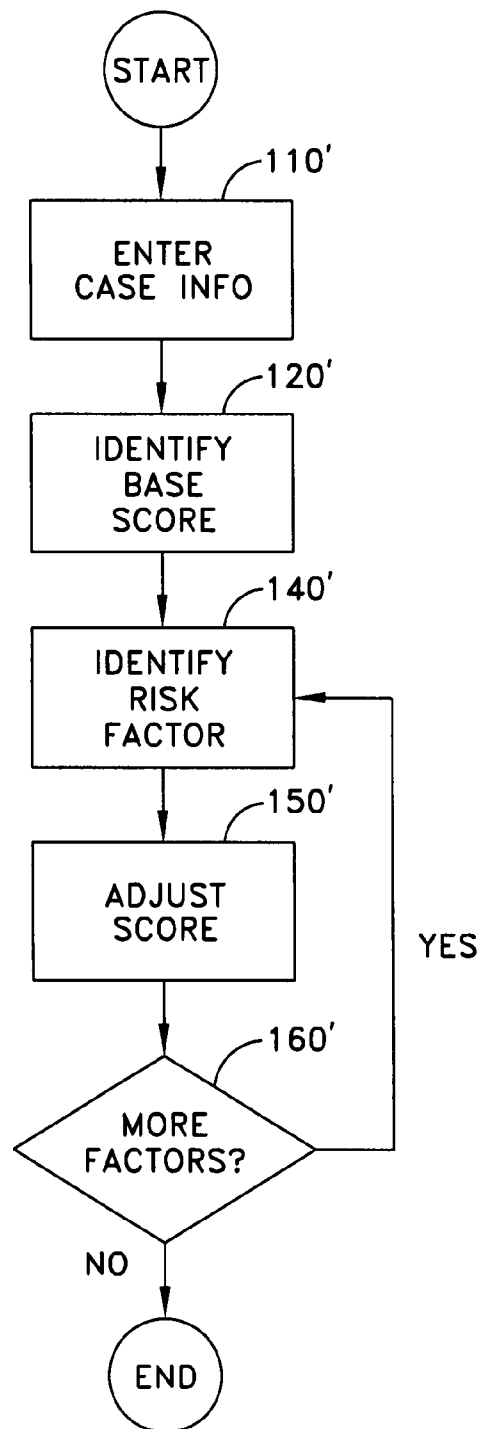 START
110'
ENTER
CASE INFO
120'
IDENTIFY
BASE
SCORE
140'
IDENTIFY
RISK
FACTOR
150'
ADJUST
SCORE
YES
160'
MORE
FACTORS?
NO
END